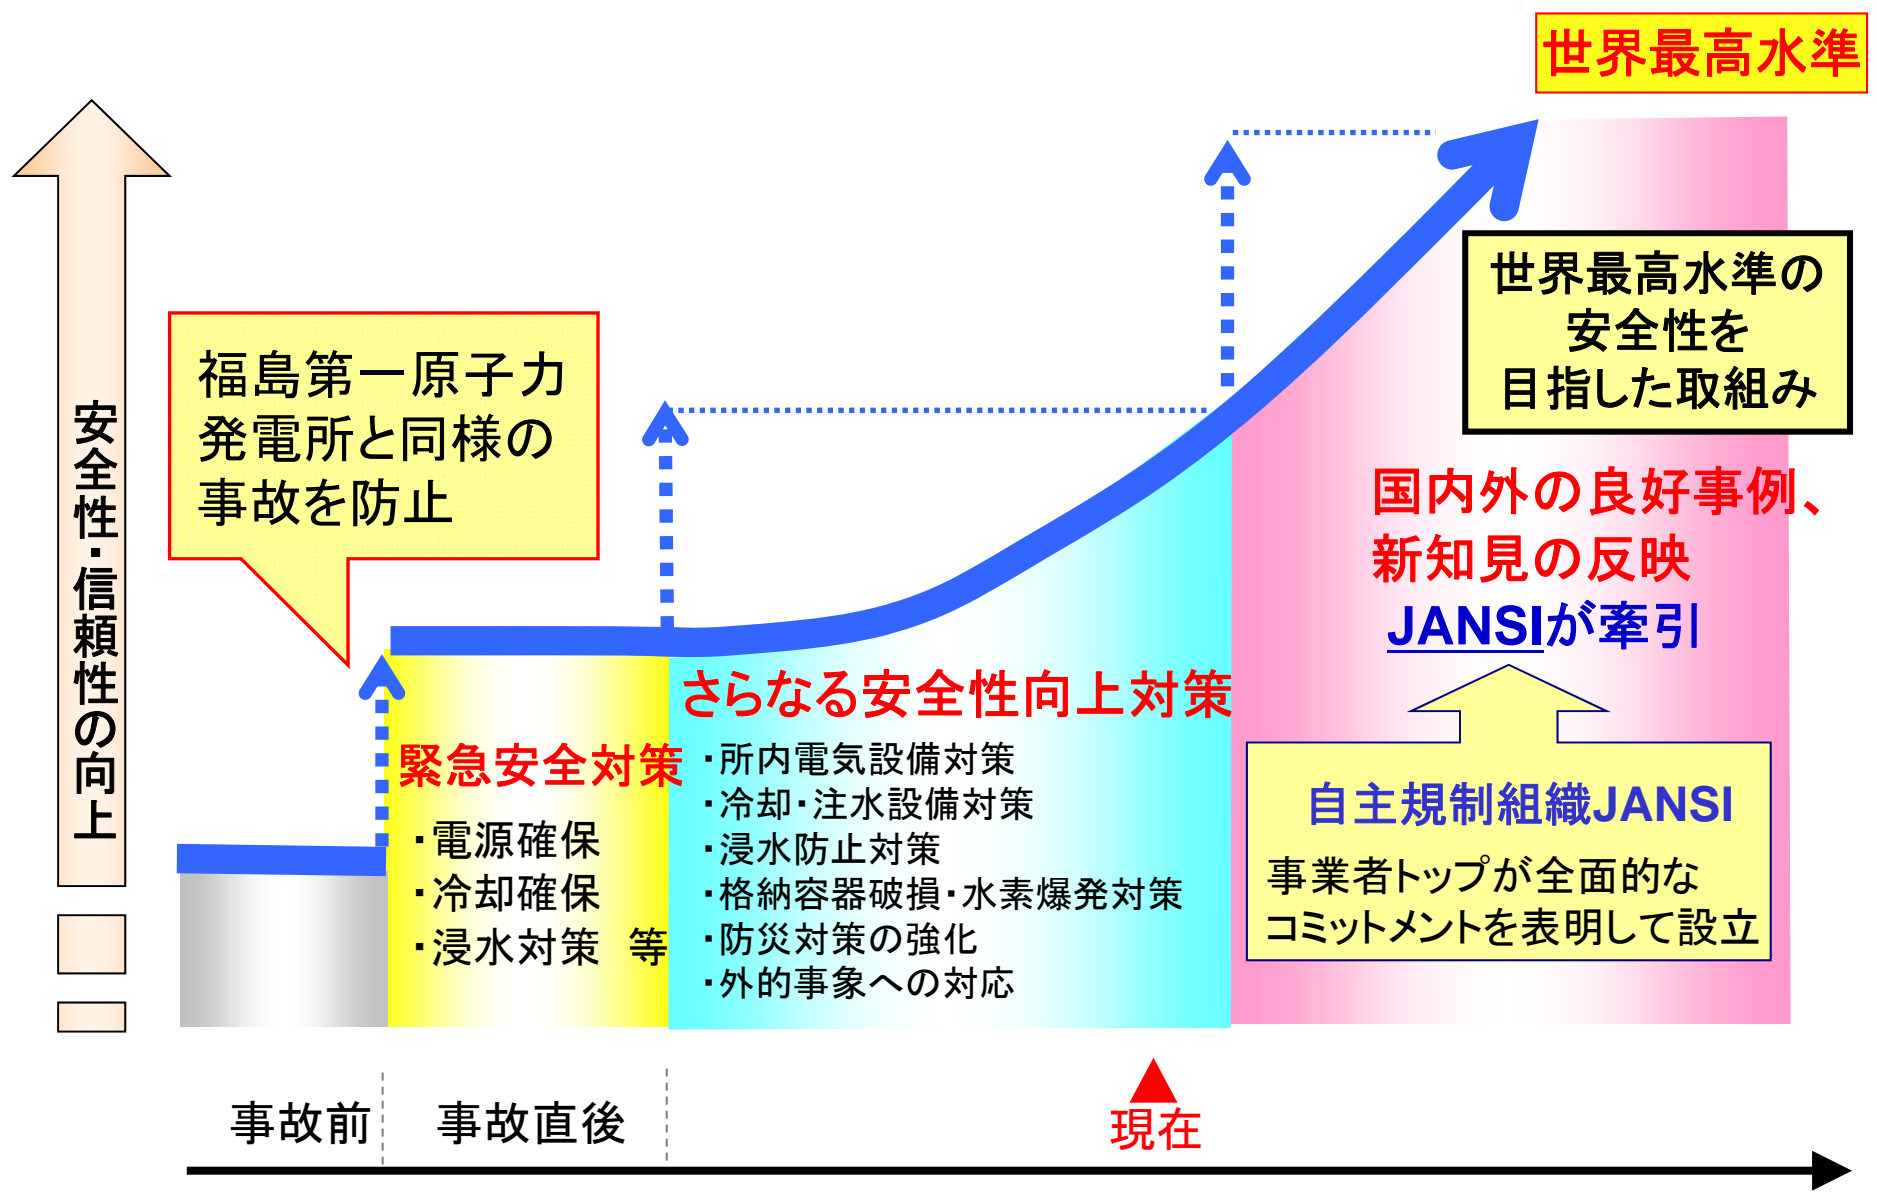 世界最高水準
安全性・信頼性の向上
福島第一原子力
発電所と同様の
事故を防止
世界最高水準の
安全性を
目指した取組み
国内外の良好事例、
新知見の反映
JANSIが牽引
さらなる安全性向上対策
・所内電気設備対策
・冷却・注水設備対策
・浸水防止対策
・格納容器破損・水素爆発対策
・防災対策の強化
・外的事象への対応
緊急安全対策
・電源確保
・冷却確保
・浸水対策　等
自主規制組織JANSI
事業者トップが全面的な
コミットメントを表明して設立
事故前
事故直後
現在